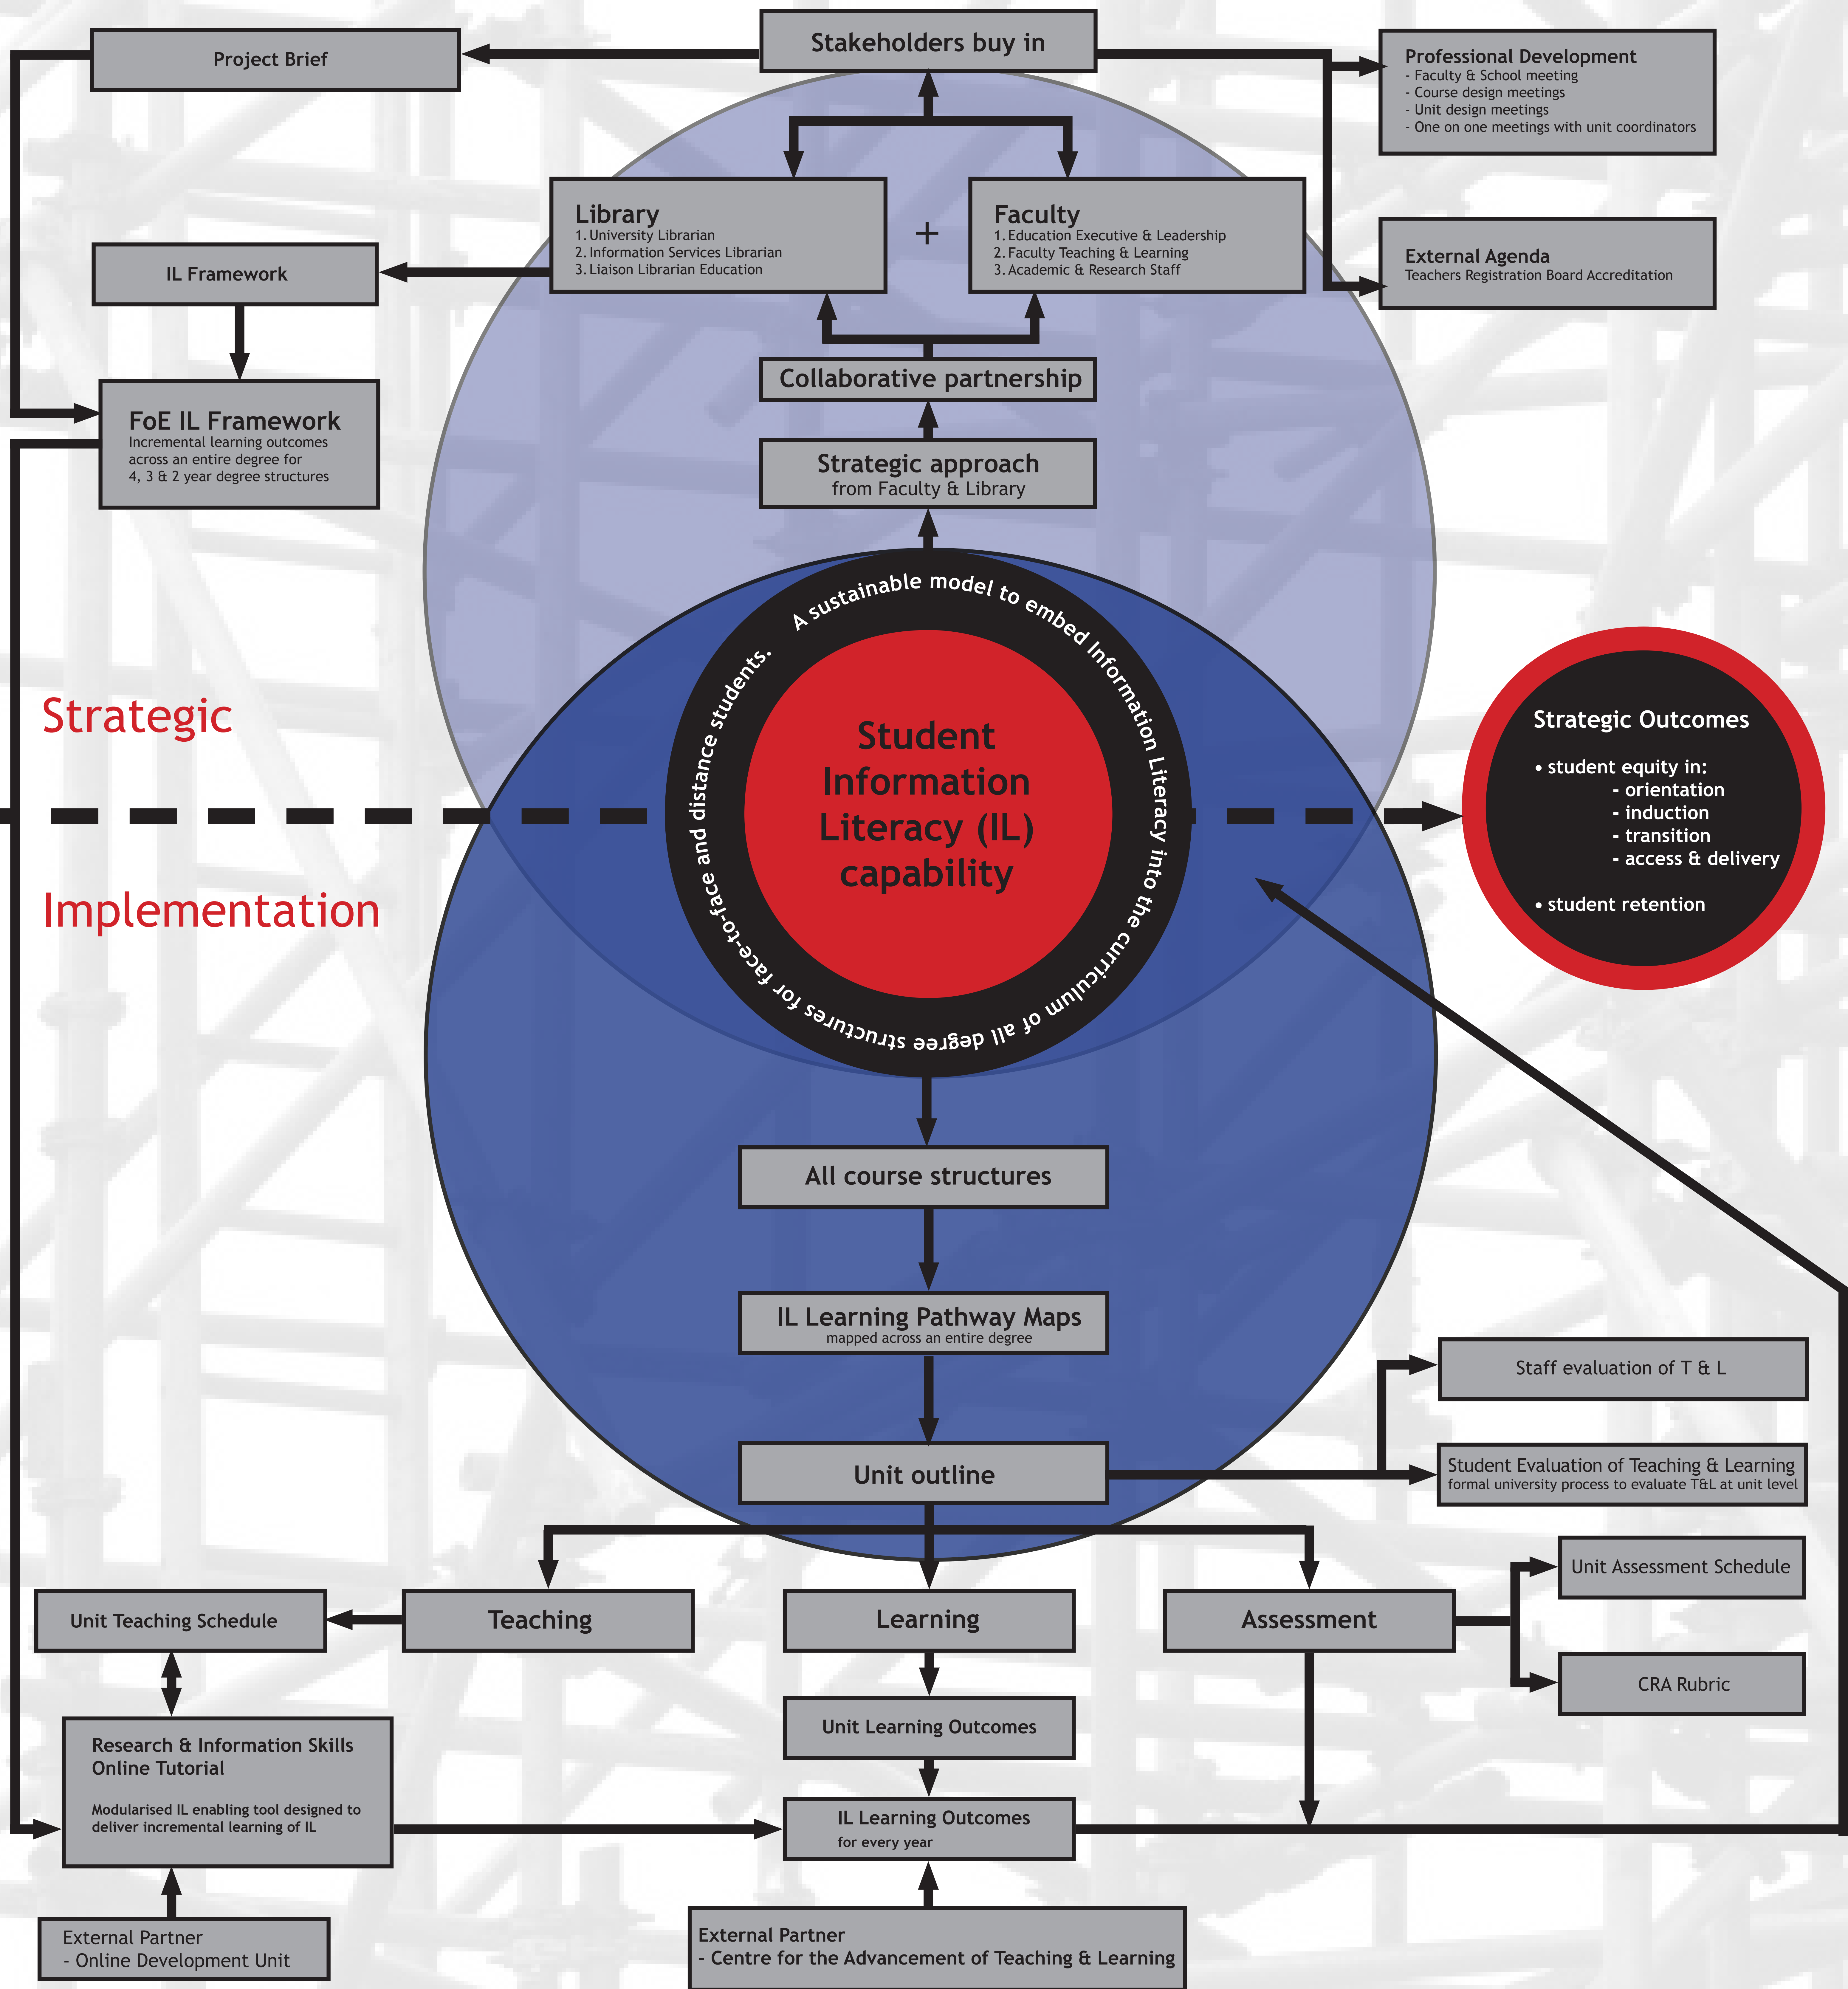 Stakeholders buy in
Project Brief
Professional Development
- Faculty & School meeting
- Course design meetings
- Unit design meetings
- One on one meetings with unit coordinators
Library
1. University Librarian
2. Information Services Librarian
3. Liaison Librarian Education
+
Faculty
1. Education Executive & Leadership
2. Faculty Teaching & Learning
3. Academic & Research Staff
External Agenda
Teachers Registration Board Accreditation
IL Framework
Collaborative partnership
FoE IL Framework
Incremental learning outcomes
across an entire degree for
4, 3 & 2 year degree structures
Strategic approach
from Faculty & Library
A sustainable model to embed Information Literacy into the curriculum of all degree structures for face-to-face and distance students.
Student
Information
Literacy (IL)
capability
Strategic
Implementation
Strategic Outcomes
• student equity in:
- orientation
- induction
- transition
- access & delivery
• student retention
All course structures
IL Learning Pathway Maps
mapped across an entire degree
Unit outline
Staff evaluation of T & L
Student Evaluation of Teaching & Learning
formal university process to evaluate T&L at unit level
Unit Teaching Schedule
Teaching
Learning
Assessment
Unit Assessment Schedule
CRA Rubric
Unit Learning Outcomes
Research & Information Skills
Online Tutorial
Modularised IL enabling tool designed to
deliver incremental learning of IL
IL Learning Outcomes
for every year
External Partner
- Online Development Unit
External Partner
- Centre for the Advancement of Teaching & Learning